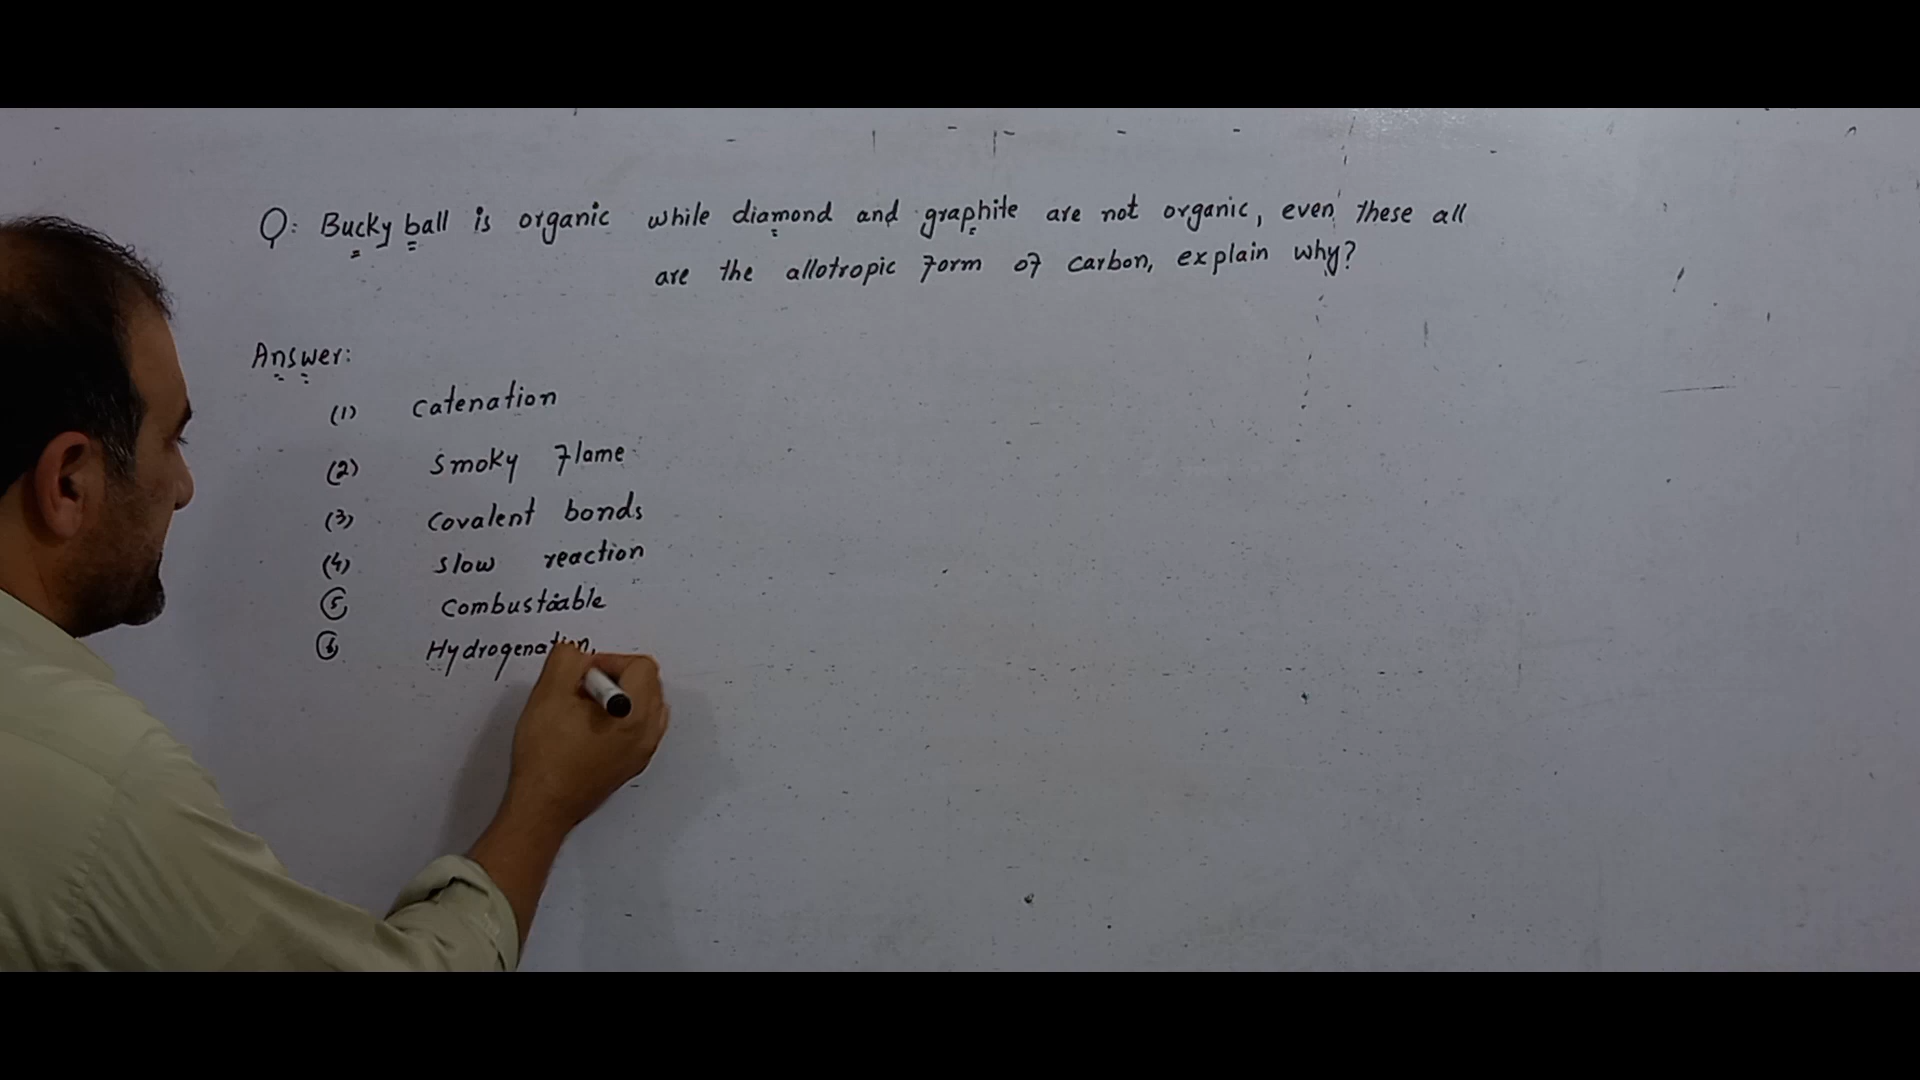 Q: Bucky ball is organic while diamond and graphite are not organic, even these all
are the allotropic form of carbon, explain why?
Answer:
(1) Catenation
(2) Smoky flame
(3) Covalent bonds
(4) slow reaction
(5) Combustiable
(6) Hydrogenation.